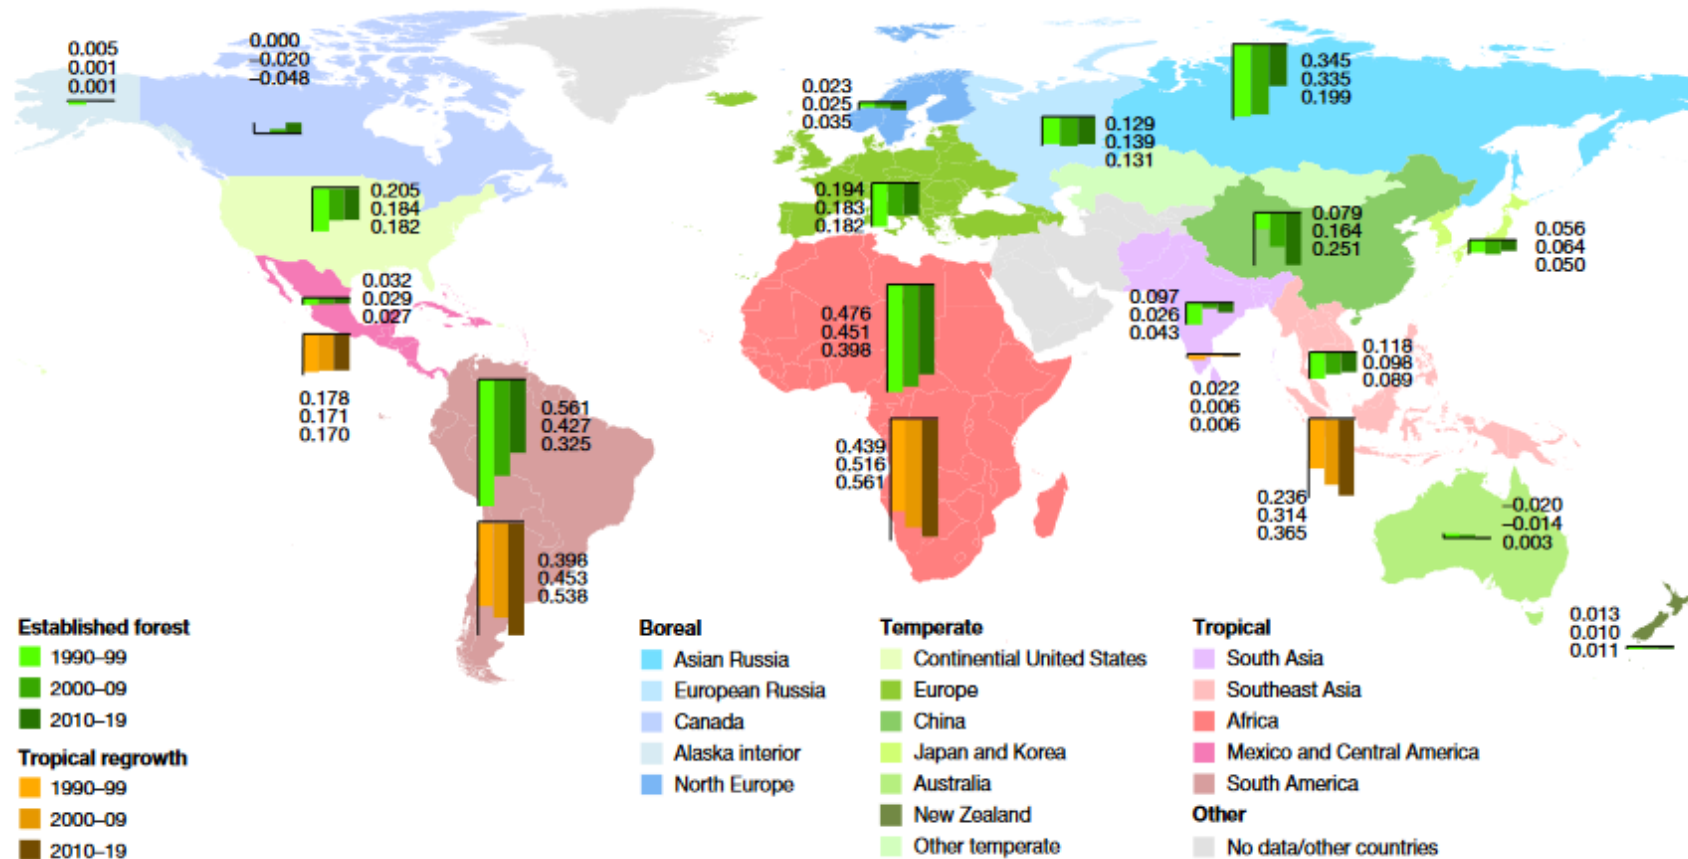 0.005
0.001
0.001
0.000
–0.020
–0.048
0.205
0.184
0.182
0.032
0.029
0.027
0.178
0.171
0.170
0.561
0.427
0.325
0.398
0.453
0.538
0.023
0.025
0.035
0.129
0.139
0.131
0.345
0.335
0.199
0.194
0.183
0.182
0.079
0.164
0.251
0.056
0.064
0.050
0.476
0.451
0.398
0.439
0.516
0.561
0.097
0.026
0.043
0.022
0.006
0.006
0.118
0.098
0.089
0.236
0.314
0.365
–0.020
–0.014
0.003
0.013
0.010
0.011
Established forest
1990–99
2000–09
2010–19
Tropical regrowth
1990–99
2000–09
2010–19
Boreal
Asian Russia
European Russia
Canada
Alaska interior
North Europe
Temperate
Continential United States
Europe
China
Japan and Korea
Australia
New Zealand
Other temperate
Tropical
South Asia
Southeast Asia
Africa
Mexico and Central America
South America
Other
No data/other countries